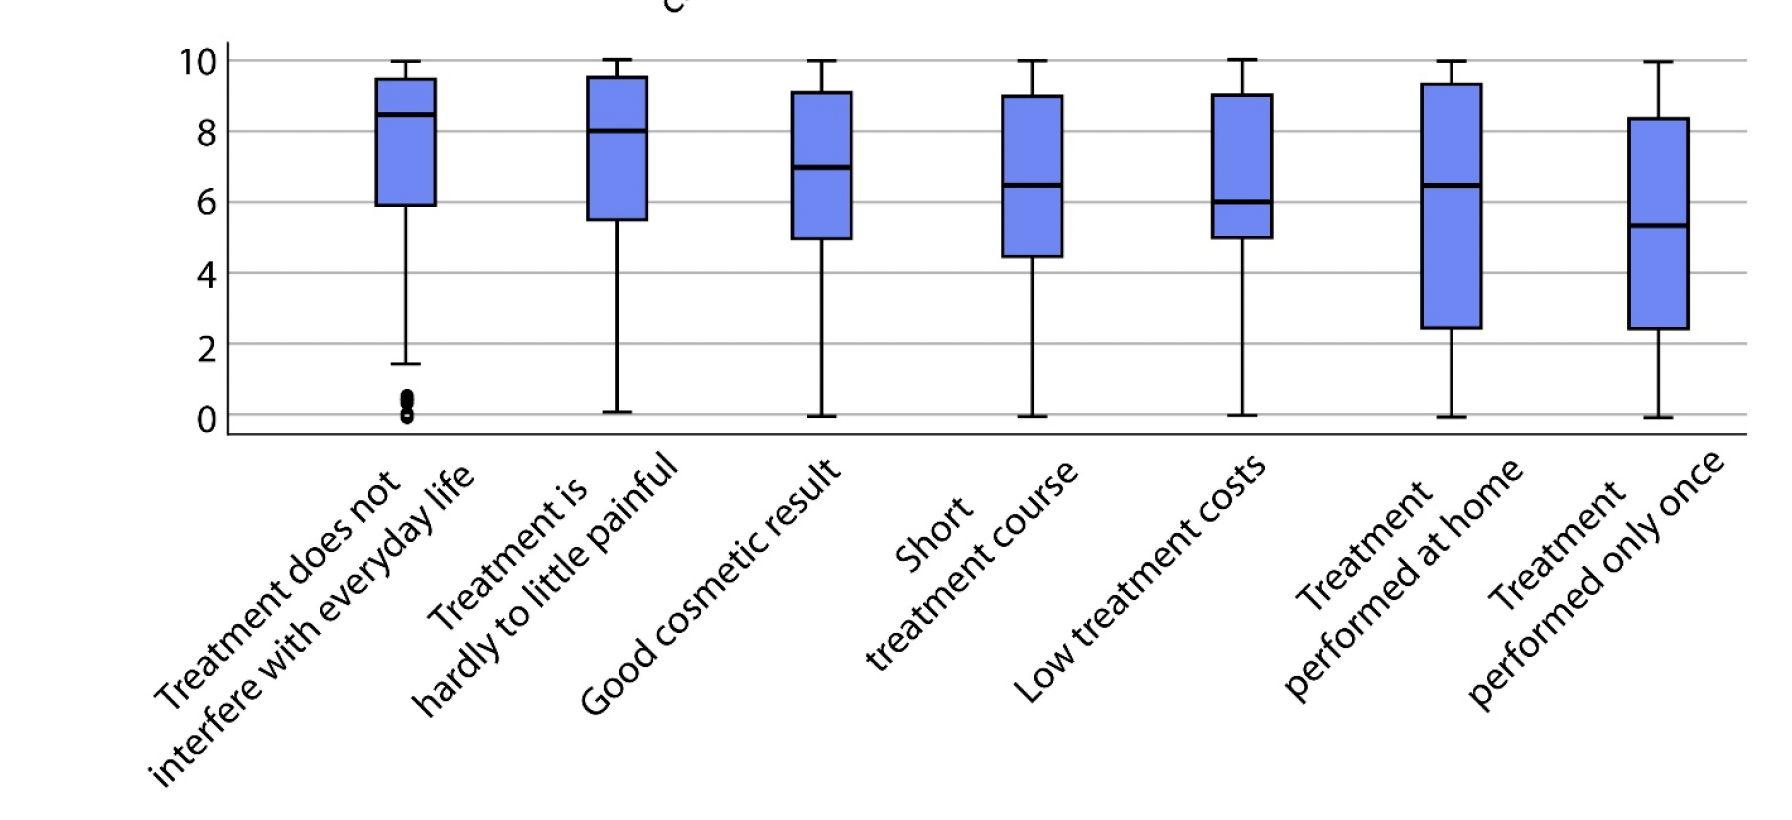 10
8
6
4
2
0
Treatment does not
interfere with everyday life
Treatment is
hardly to little painful
Good cosmetic result
Short
treatment course
Low treatment costs
Treatment
performed at home
Treatment
performed only once